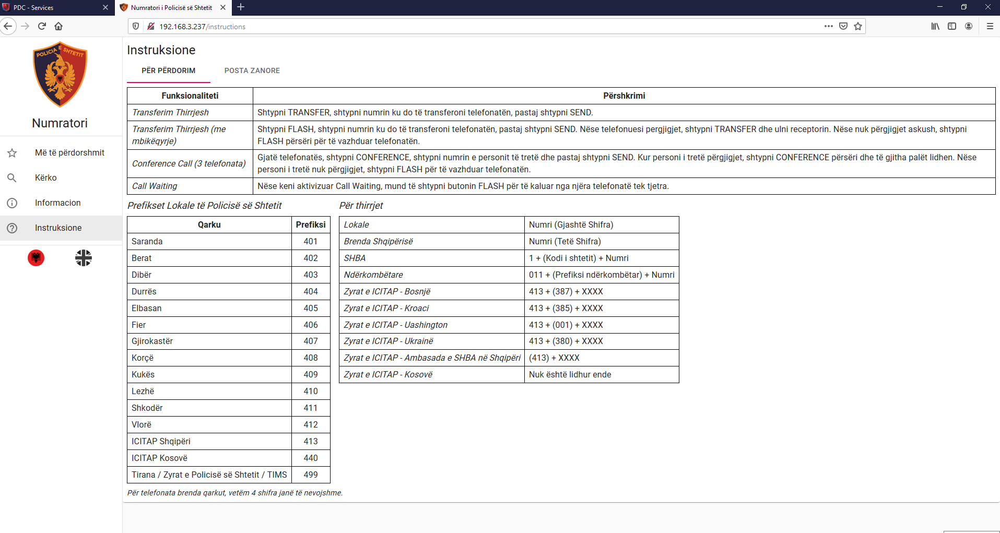 PDC - Services
Numratori i Policisë së Shtetit
192.168.3.237/instructions
POLICIA E SHTETIT
Numratori
Më të përdorshmit
Kërko
Informacion
Instruksione
Instruksione
PËR PËRDORIM POSTA ZANORE
Funksionaliteti Përshkrimi
Transferim Thirrjesh Shtypni TRANSFER, shtypni numrin ku do të transferoni telefonatën, pastaj shtypni SEND.
Transferim Thirrjesh (me
mbikëqyrje)
Shtypni FLASH, shtypni numrin ku do të transferoni telefonatën, pastaj shtypni SEND. Nëse telefonuesi pergjigjet, shtypni TRANSFER dhe ulni receptorin. Nëse nuk përgjigjet askush, shtypni
FLASH përsëri për të vazhduar telefonatën.
Conference Call (3 telefonata)
Gjatë telefonatës, shtypni CONFERENCE, shtypni numrin e personit të tretë dhe pastaj shtypni SEND. Kur personi i tretë përgjigjet, shtypni CONFERENCE përsëri dhe të gjitha palët lidhen. Nëse
personi i tretë nuk përgjigjet, shtypni FLASH për të vazhduar telefonatën.
Call Waiting Nëse keni aktivizuar Call Waiting, mund të shtypni butonin FLASH për të kaluar nga njëra telefonatë tek tjetra.
Prefikset Lokale të Policisë së Shtetit
Qarku Prefiksi
Saranda 401
Berat 402
Dibër 403
Durrës 404
Elbasan 405
Fier 406
Gjirokastër 407
Korçë 408
Kukës 409
Lezhë 410
Shkodër 411
Vlorë 412
ICITAP Shqipëri 413
ICITAP Kosovë 440
Tirana / Zyrat e Policisë së Shtetit / TIMS 499
Për telefonata brenda qarkut, vetëm 4 shifra janë të nevojshme.
Për thirrjet
Lokale Numri (Gjashtë Shifra)
Brenda Shqipërisë Numri (Tetë Shifra)
SHBA 1 + (Kodi i shtetit) + Numri
Ndërkombëtare 011 + (Prefiksi ndërkombëtar) + Numri
Zyrat e ICITAP - Bosnjë 413 + (387) + XXXX
Zyrat e ICITAP - Kroaci 413 + (385) + XXXX
Zyrat e ICITAP - Uashington 413 + (001) + XXXX
Zyrat e ICITAP - Ukrainë 413 + (380) + XXXX
Zyrat e ICITAP - Ambasada e SHBA në Shqipëri (413) + XXXX
Zyrat e ICITAP - Kosovë Nuk është lidhur ende